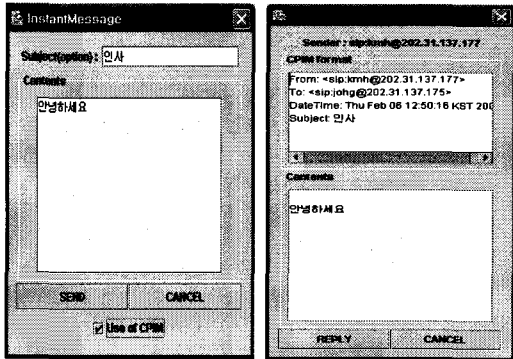 InstantMessage
Subject(option) : 인사
Contents
안녕하세요
SEND
CANCEL
Use of CPIM
Sender : sip:kmh@202.31.137.177
CPIM format
From: <sip:kmh@202.31.137.177>
To: <sip:johg@202.31.137.175>
DateTime: Thu Feb 06 12:50:16 KST 200
Subject: 인사
Contents
안녕하세요
REPLY
CANCEL